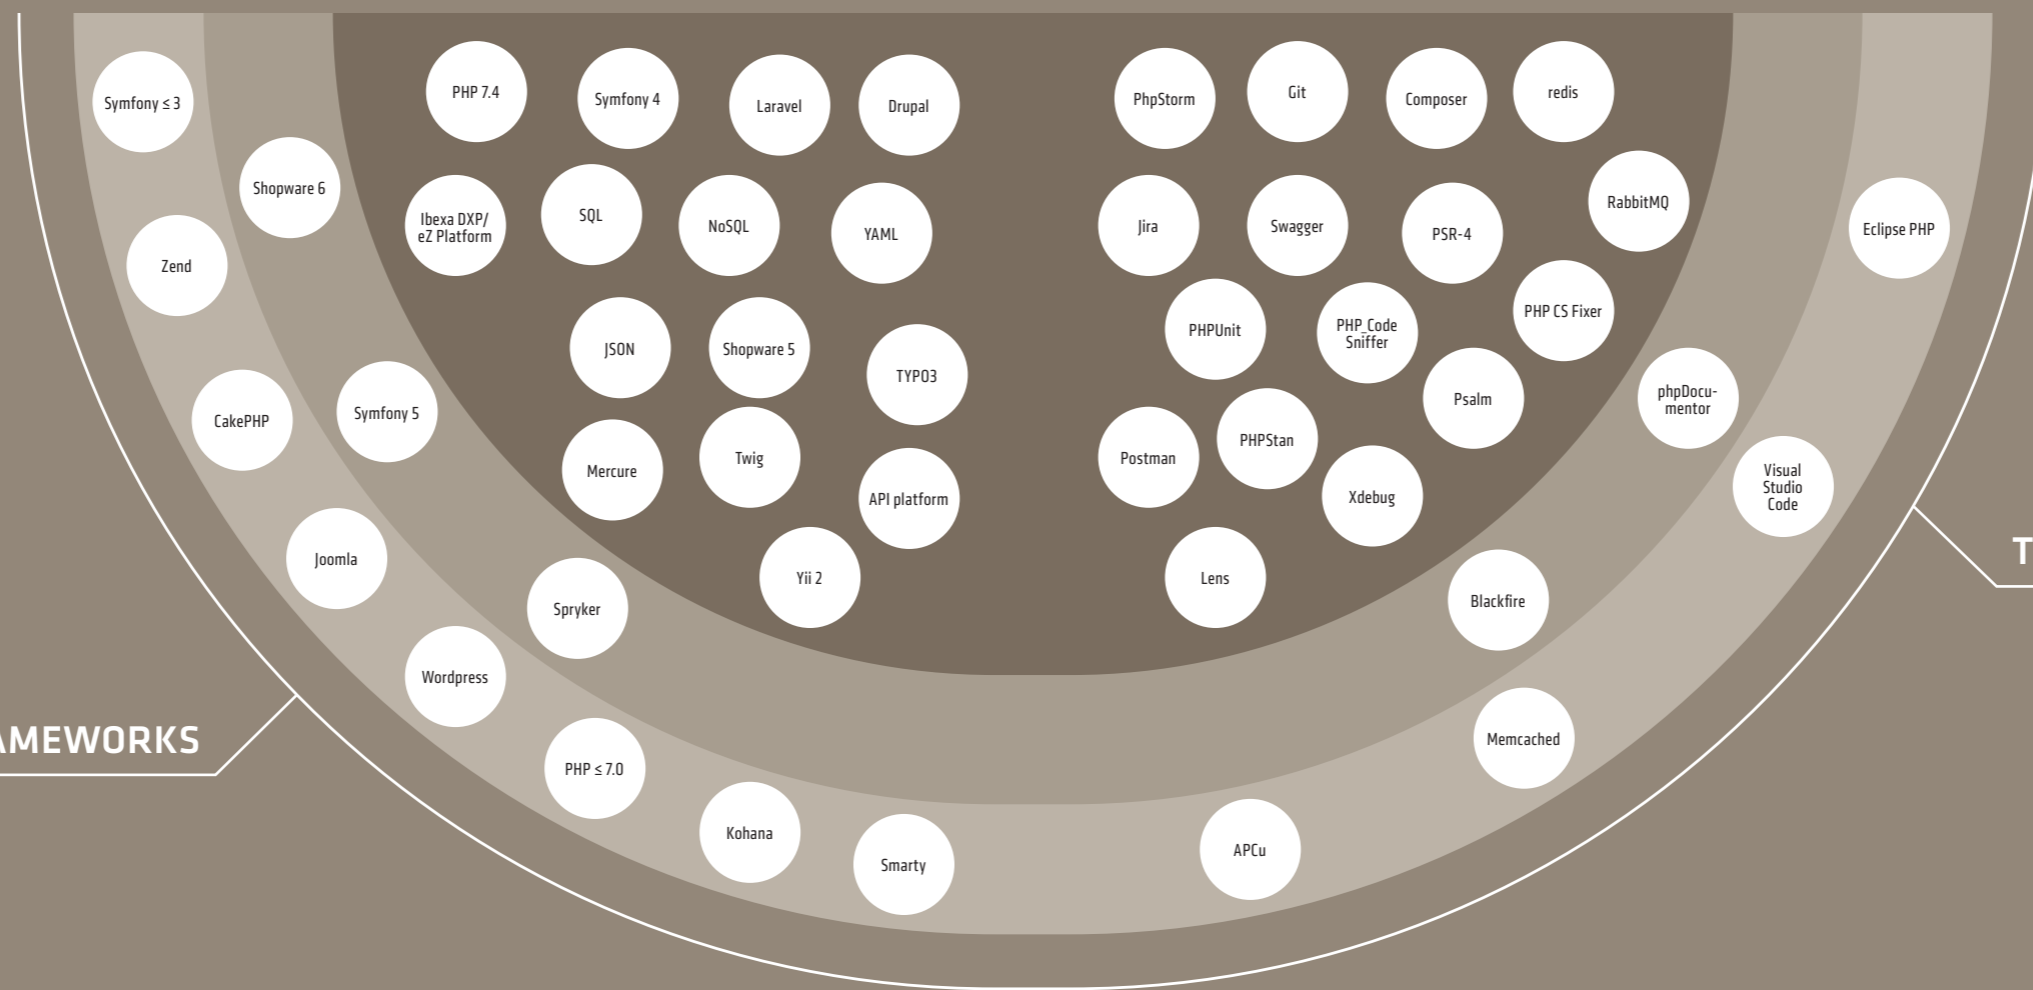 Symfony ≤ 3
PHP 7.4
Symfony 4
Laravel
Drupal
PhpStorm
Git
Composer
redis
Shopware 6
Ibexa DXP/
eZ Platform
SQL
NoSQL
YAML
Jira
Swagger
PSR-4
RabbitMQ
Eclipse PHP
Zend
JSON
Shopware 5
TYPO3
PHPUnit
PHP_Code
Sniffer
PHP CS Fixer
CakePHP
Symfony 5
Mercure
Twig
API platform
Postman
PHPStan
Psalm
Xdebug
phpDocu-
mentor
Visual
Studio
Code
Joomla
Spryker
Yii 2
Lens
Blackfire
Wordpress
PHP ≤ 7.0
Kohana
Smarty
APCu
Memcached
AMEWORKS
T